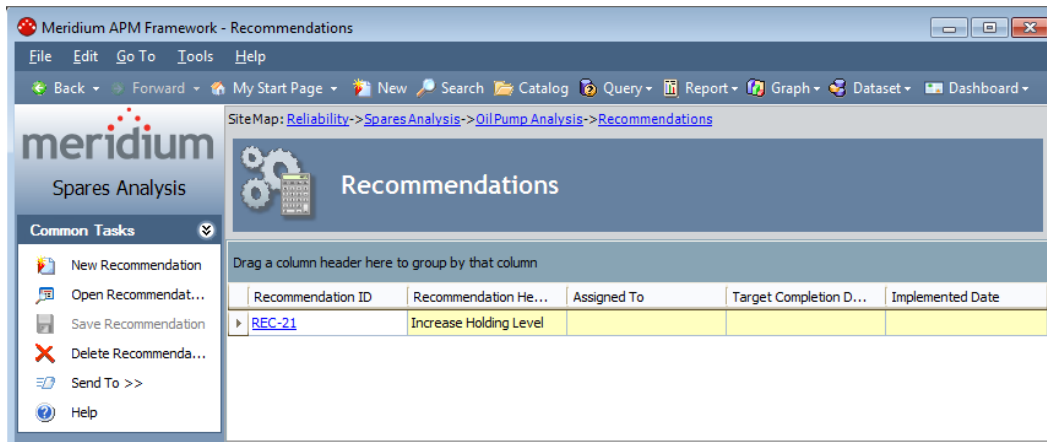 Meridium APM Framework - Recommendations
File Edit Go To Tools Help
Back Forward My Start Page New Search Catalog Query Report Graph Dataset Dashboard
SiteMap: Reliability->Spares Analysis->Oil Pump Analysis->Recommendations
meridium
Spares Analysis
Recommendations
Common Tasks
New Recommendation
Open Recommendat...
Save Recommendation
Delete Recommenda...
Send To >>
Help
Drag a column header here to group by that column
Recommendation ID Recommendation He... Assigned To Target Completion D... Implemented Date
REC-21 Increase Holding Level